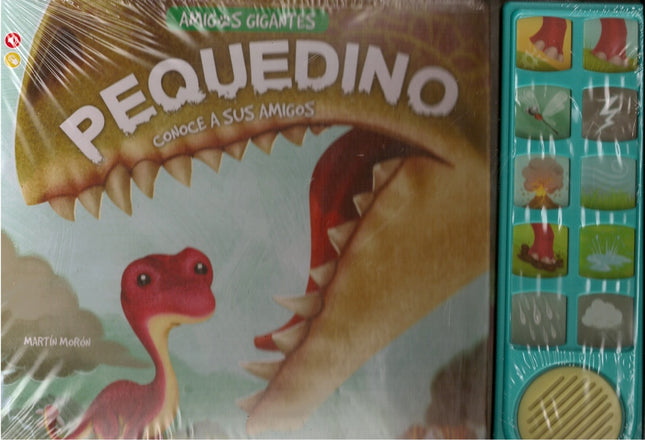 AMIGOS GIGANTES
PEQUEDINO
CONOCE A SUS AMIGOS
MARTÍN MORÓN